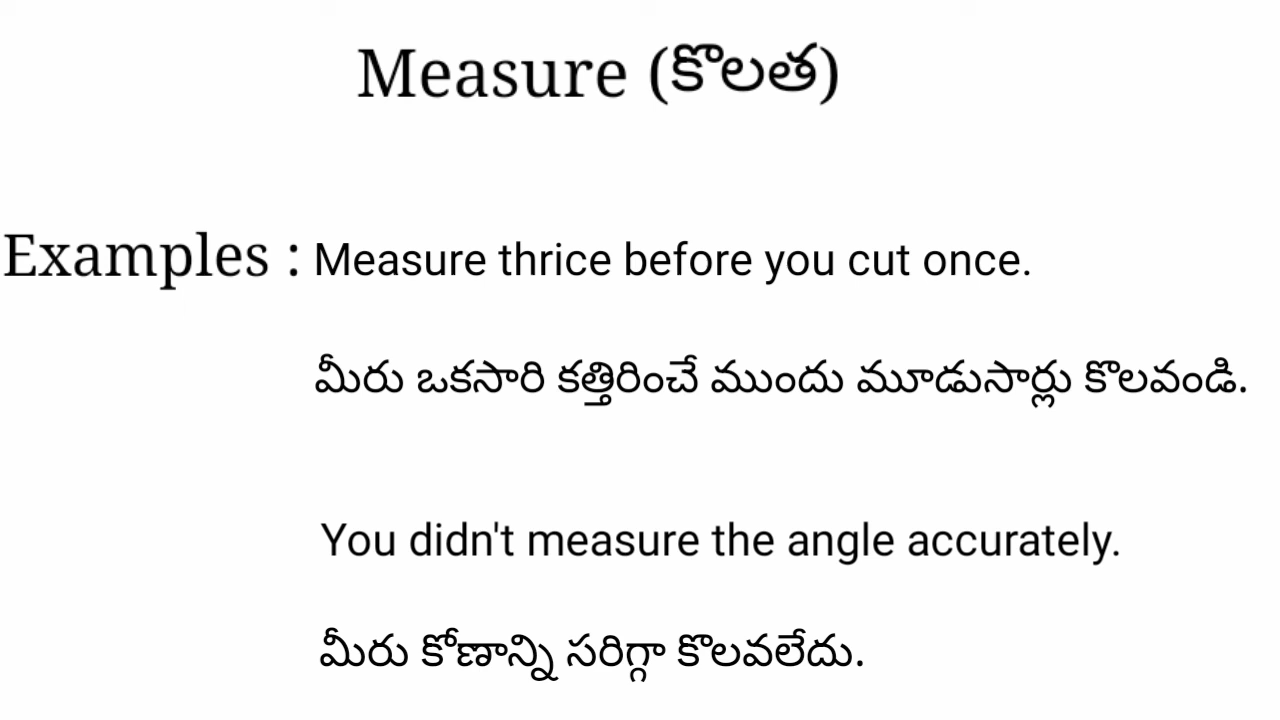 Measure (కొలత)
Examples : Measure thrice before you cut once.
మీరు ఒకసారి కత్తిరించే ముందు మూడుసార్లు కొలవండి.
You didn't measure the angle accurately.
మీరు కోణాన్ని సరిగ్గా కొలవలేదు.